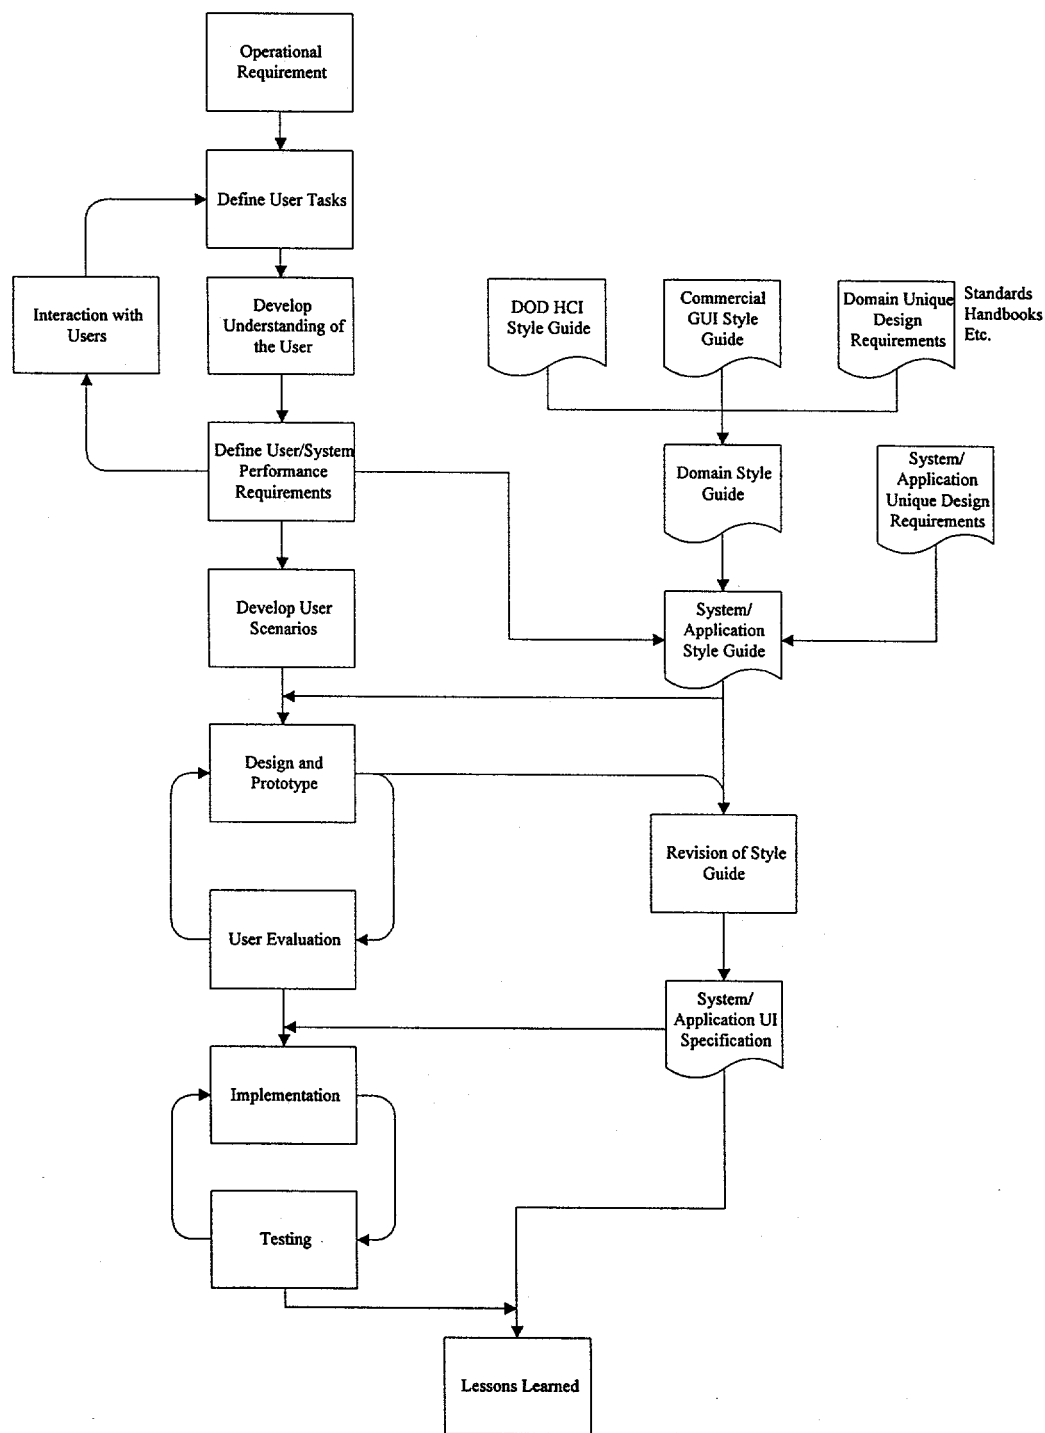 Operational
Requirement
Define User Tasks
Interaction with
Users
Develop
Understanding of
the User
DOD HCI
Style Guide
Commercial
GUI Style
Guide
Domain Unique
Design
Requirements
Standards
Handbooks
Etc.
Define User/System
Performance
Requirements
Domain Style
Guide
System/
Application
Unique Design
Requirements
Develop User
Scenarios
System/
Application
Style Guide
Design and
Prototype
Revision of Style
Guide
User Evaluation
System/
Application UI
Specification
Implementation
Testing
Lessons Learned